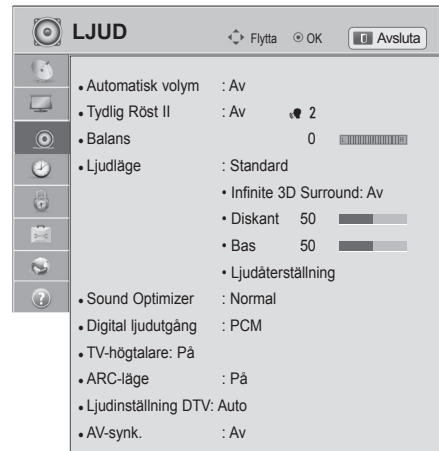 LJUD Flytta OK Avsluta
• Automatisk volym : Av
• Tydlig Röst II : Av 2
• Balans 0
• Ljudläge : Standard
• Infinite 3D Surround: Av
• Diskant 50
• Bas 50
• Ljudåterställning
• Sound Optimizer : Normal
• Digital ljudutgång : PCM
• TV-högtalare: På
• ARC-läge : På
• Ljudinställning DTV: Auto
• AV-synk. : Av